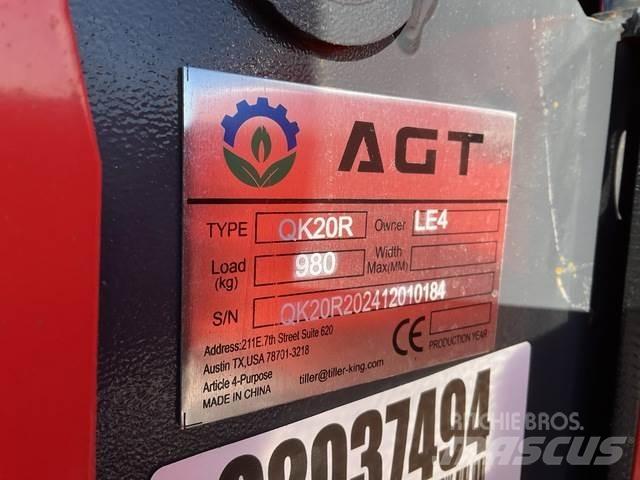 AGT
TYPE QK20R Owner LE4
Load (kg) 980 Width Max(MM)
S/N QK20R202412010184
Address:211E.7th Street Suite 620
Austin TX,USA 78701-3218
Article 4-Purpose tiller@tiller-king.com
MADE IN CHINA
CE PRODUCTION YEAR
98037494
RITCHIE BROS.
MASCUS